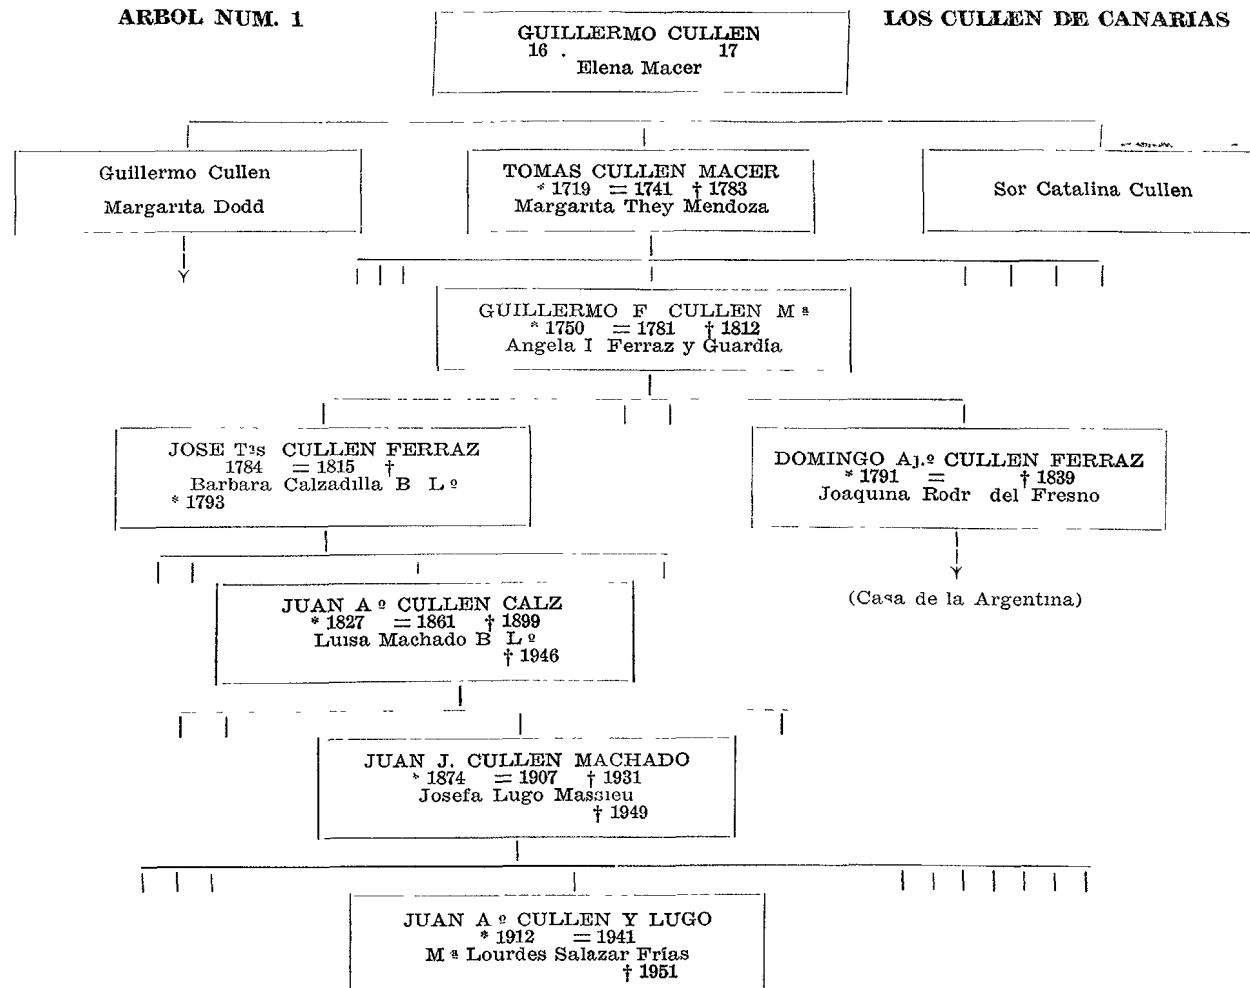 ARBOL NUM. 1
LOS CULLEN DE CANARIAS
GUILLERMO CULLEN
16 . 17
Elena Macer
Guillermo Cullen
Margarita Dodd
TOMAS CULLEN MACER
* 1719 = 1741 † 1783
Margarita They Mendoza
Sor Catalina Cullen
GUILLERMO F CULLEN Mª
* 1750 = 1781 † 1812
Angela I Ferraz y Guardía
JOSE Tªs CULLEN FERRAZ
1784 = 1815 †
Barbara Calzadilla B Lº
* 1793
DOMINGO Aj.º CULLEN FERRAZ
* 1791 = † 1839
Joaquina Rodr del Fresno
(Casa de la Argentina)
JUAN Aº CULLEN CALZ
* 1827 = 1861 † 1899
Luisa Machado B Lº
† 1946
JUAN J. CULLEN MACHADO
* 1874 = 1907 † 1931
Josefa Lugo Massieu
† 1949
JUAN Aº CULLEN Y LUGO
* 1912 = 1941
Mª Lourdes Salazar Frías
† 1951